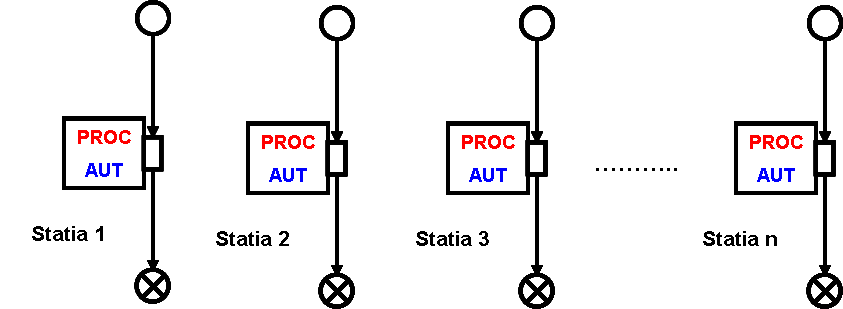 PROC
AUT
Statia 1
PROC
AUT
Statia 2
PROC
AUT
Statia 3
............
PROC
AUT
Statia n